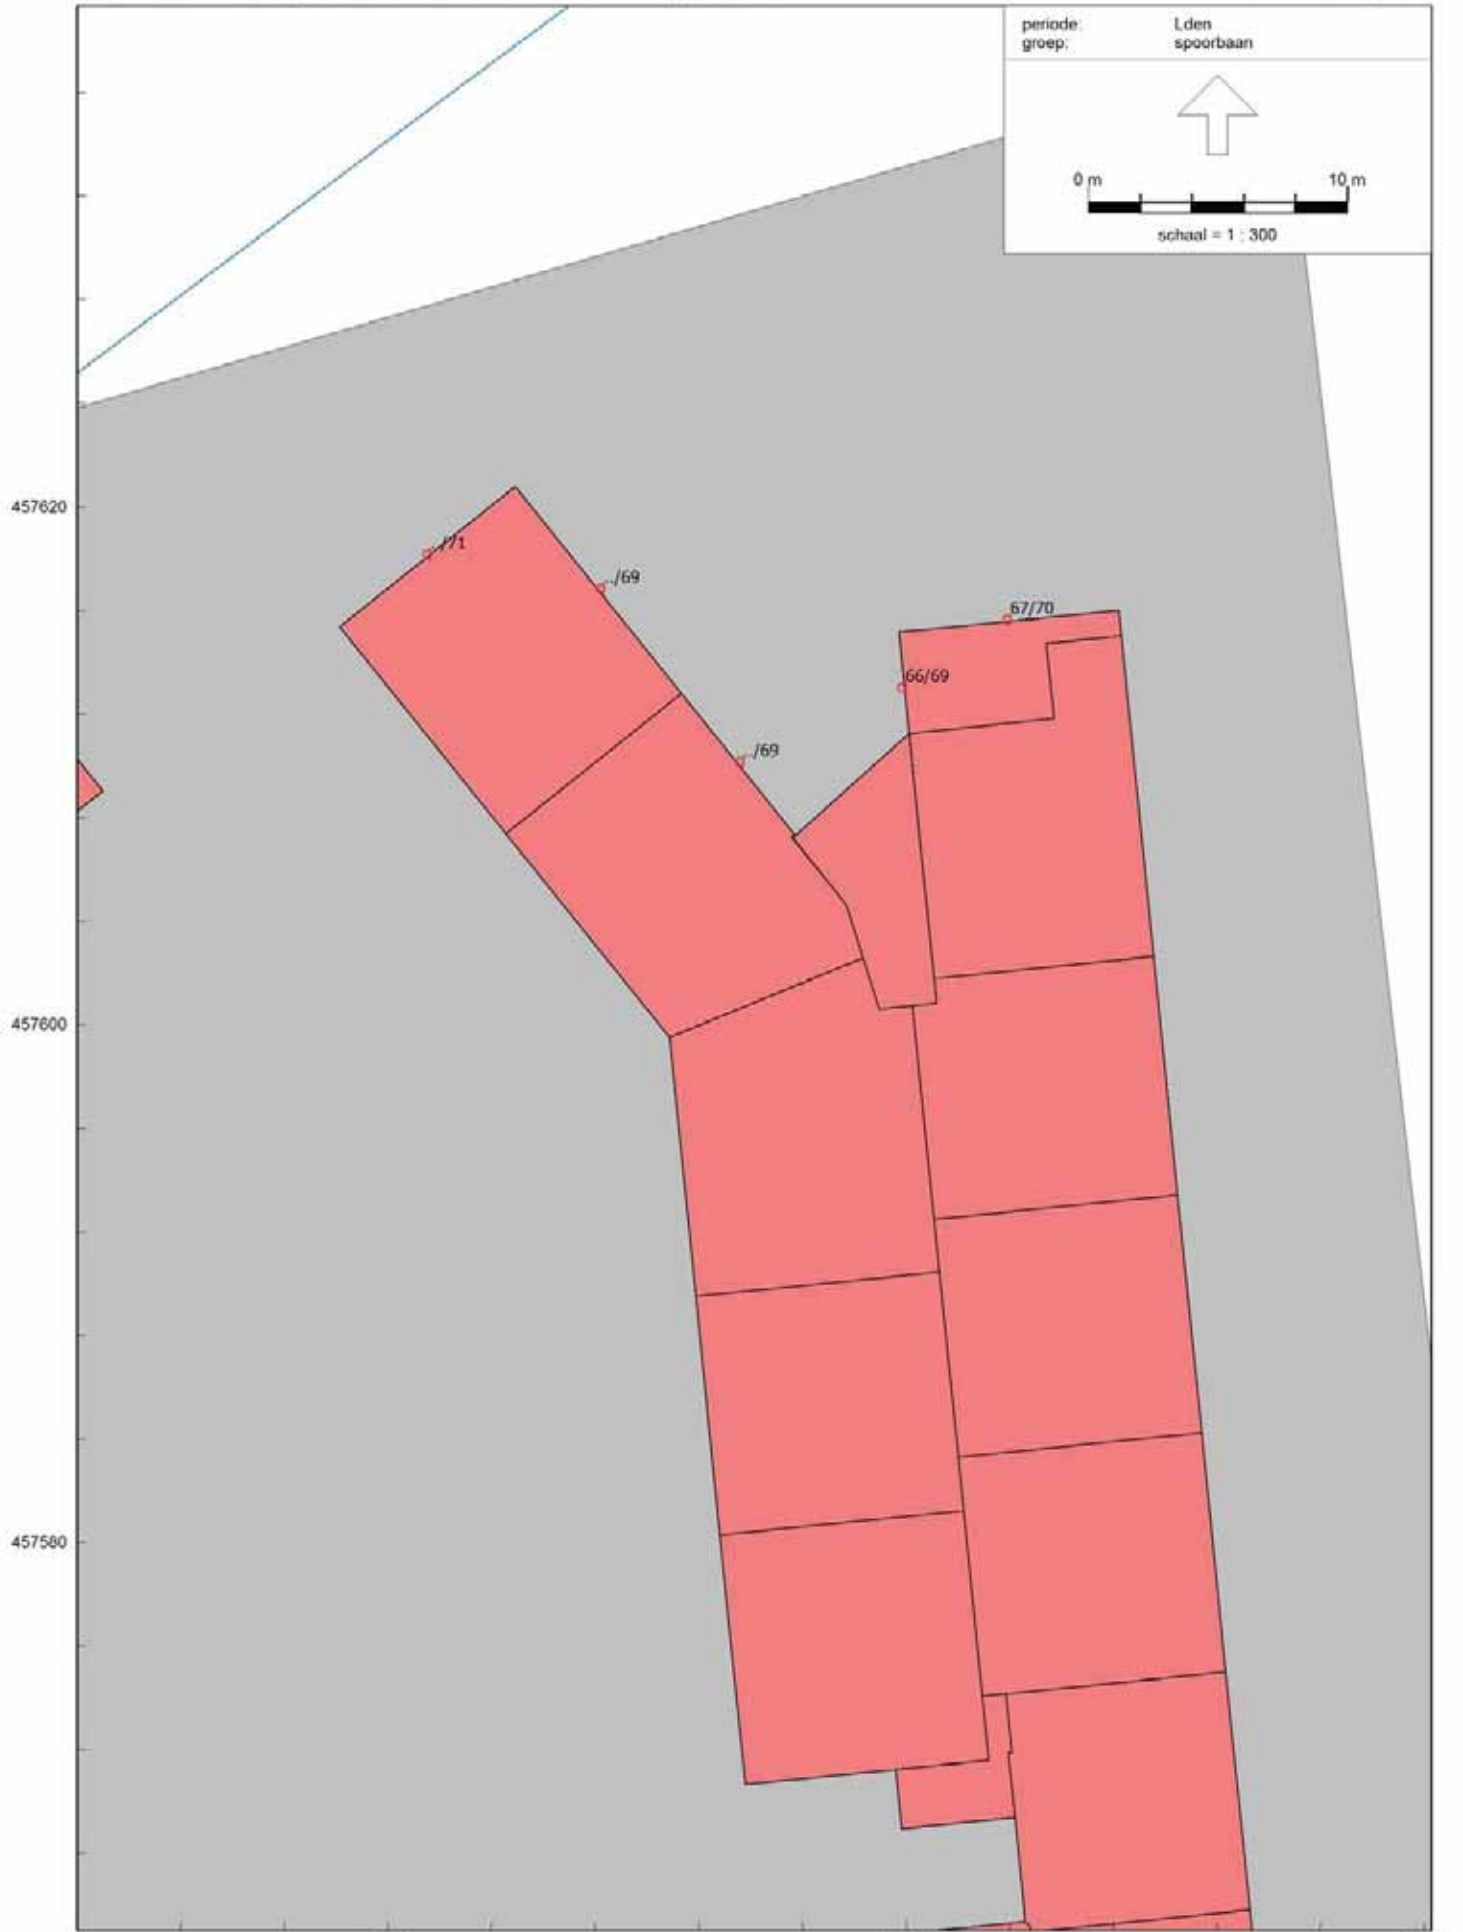 periode: Lden
groep: spoorbaan
0 m 10 m
schaal = 1 : 300
457620
--/71
--/69
67/70
66/69
--/69
457600
457580